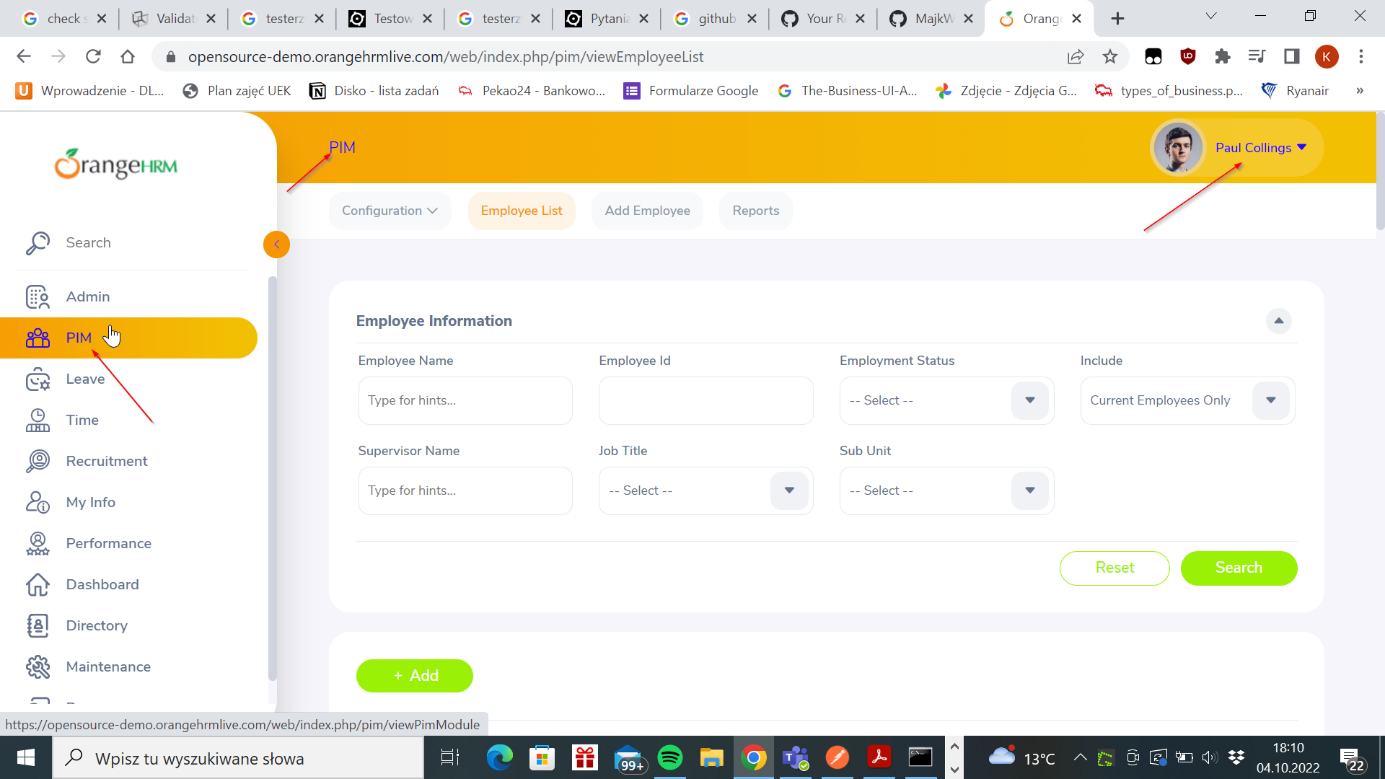 check s
Validat
testerz
Testow
testerz
Pytania
github
Your R
MajkW
Orang
opensource-demo.orangehrmlive.com/web/index.php/pim/viewEmployeeList
K
Wprowadzenie - DL...
Plan zajęć UEK
Disko - lista zadań
Pekao24 - Bankowo...
Formularze Google
The-Business-UI-A...
Zdjęcie - Zdjęcia G...
types_of_business.p...
Ryanair
»
OrangeHRM
PIM
Paul Collings
Configuration
Employee List
Add Employee
Reports
Search
Admin
PIM
Leave
Time
Recruitment
My Info
Performance
Dashboard
Directory
Maintenance
Employee Information
Employee Name
Employee Id
Employment Status
Include
Type for hints...
-- Select --
Current Employees Only
Supervisor Name
Job Title
Sub Unit
Type for hints...
-- Select --
-- Select --
Reset
Search
+ Add
https://opensource-demo.orangehrmlive.com/web/index.php/pim/viewPimModule
Wpisz tu wyszukiwane słowa
99+
13°C
18:10
04.10.2022
22